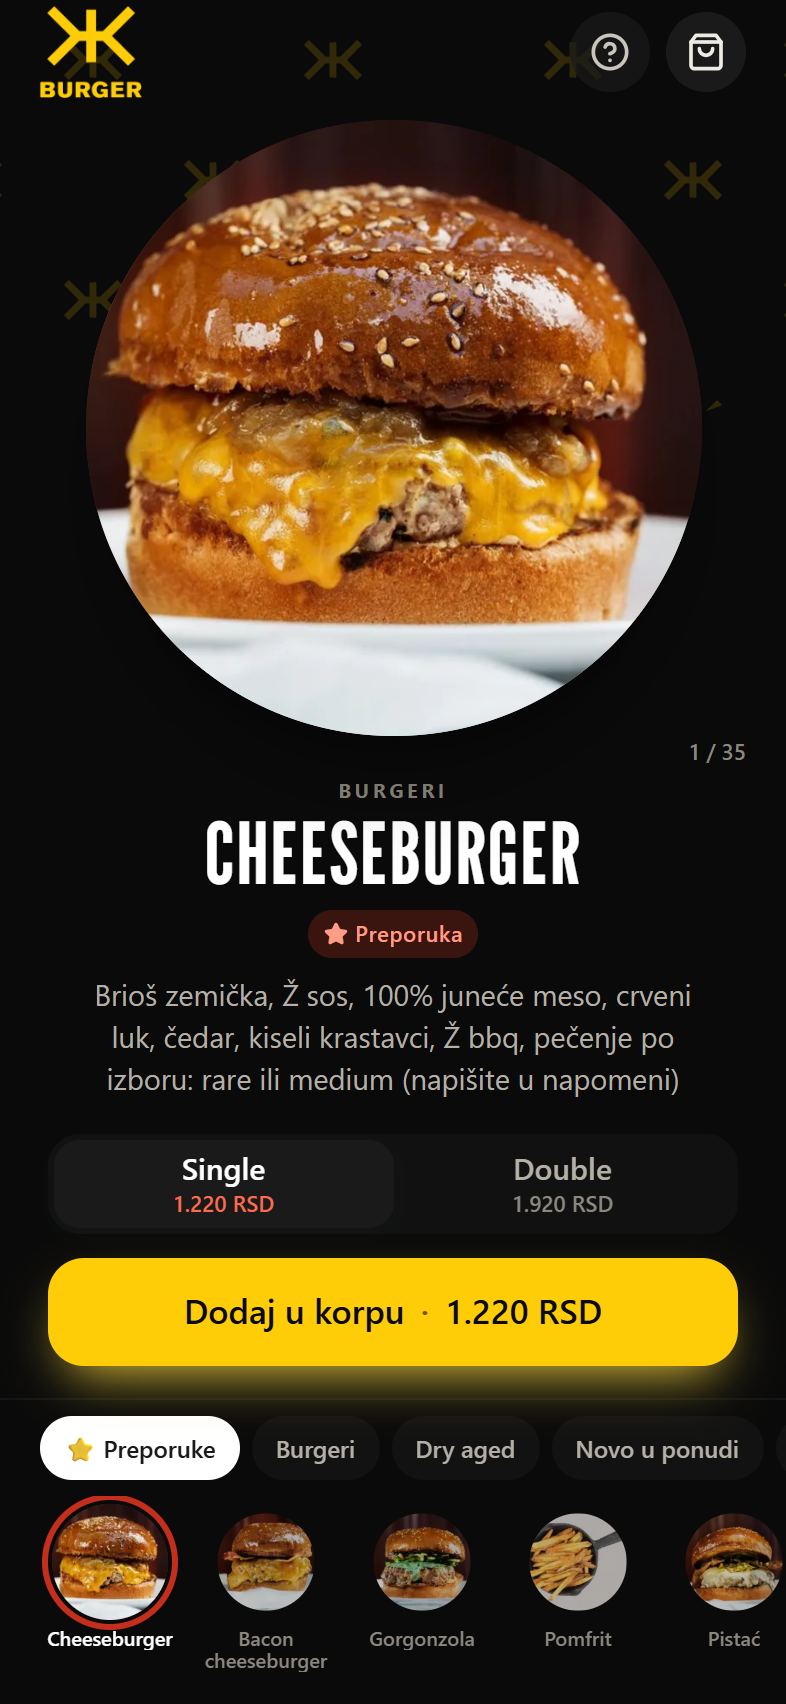 BURGER
1 / 35
BURGERI
CHEESEBURGER
Preporuka
Brioš zemička, Ž sos, 100% juneće meso, crveni
luk, čedar, kiseli krastavci, Ž bbq, pečenje po
izboru: rare ili medium (napišite u napomeni)
Single
1.220 RSD
Double
1.920 RSD
Dodaj u korpu · 1.220 RSD
Preporuke
Burgeri
Dry aged
Novo u ponudi
Cheeseburger
Bacon
cheeseburger
Gorgonzola
Pomfrit
Pistać